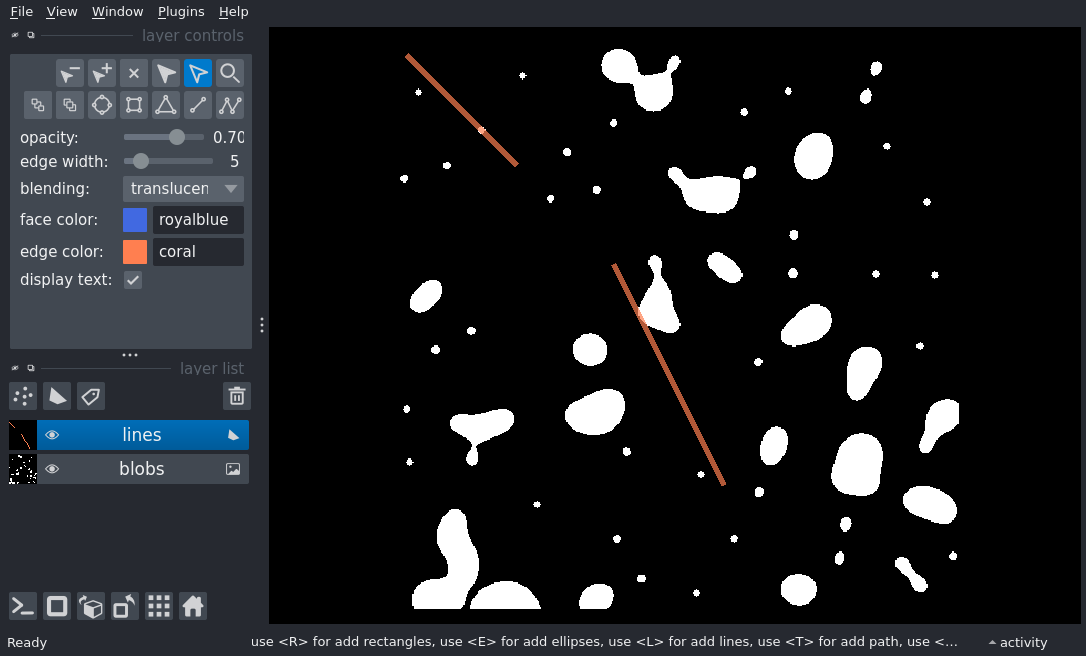 File View Window Plugins Help
layer controls
opacity: 0.70
edge width: 5
blending: translucen
face color: royalblue
edge color: coral
display text:
layer list
lines
blobs
Ready use <R> for add rectangles, use <E> for add ellipses, use <L> for add lines, use <T> for add path, use <... activity